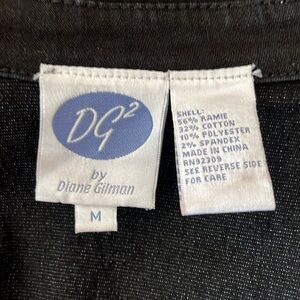 DG²
by
Diane Gilman
M
SHELL:
56% RAMIE
32% COTTON
10% POLYESTER
2% SPANDEX
MADE IN CHINA
RN92309
SEE REVERSE SIDE
FOR CARE